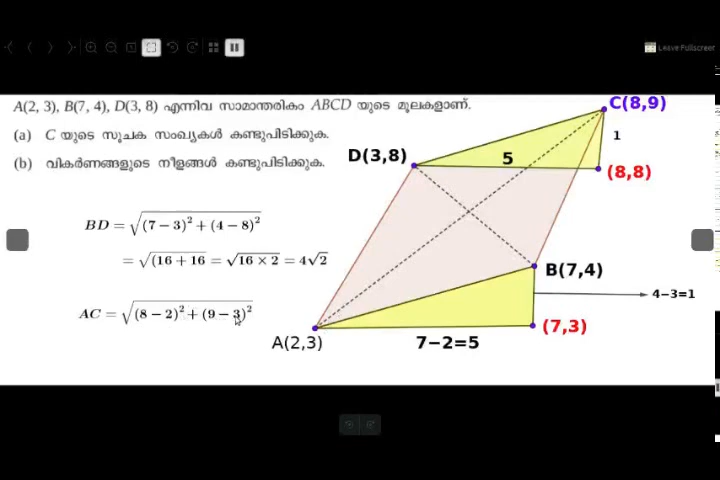 Leave Fullscreen
A(2, 3), B(7, 4), D(3, 8) എന്നിവ സാമാന്തരികം ABCD യുടെ മൂലകളാണ്.
(a) C യുടെ സൂചക സംഖ്യകൾ കണ്ടുപിടിക്കുക.
(b) വികർണങ്ങളുടെ നീളങ്ങൾ കണ്ടുപിടിക്കുക.
C(8,9)
1
D(3,8)
5
(8,8)
BD = √(7 − 3)² + (4 − 8)²
= √(16 + 16 = √16 × 2 = 4√2
B(7,4)
4−3=1
AC = √(8 − 2)² + (9 − 3)²
(7,3)
A(2,3)
7−2=5